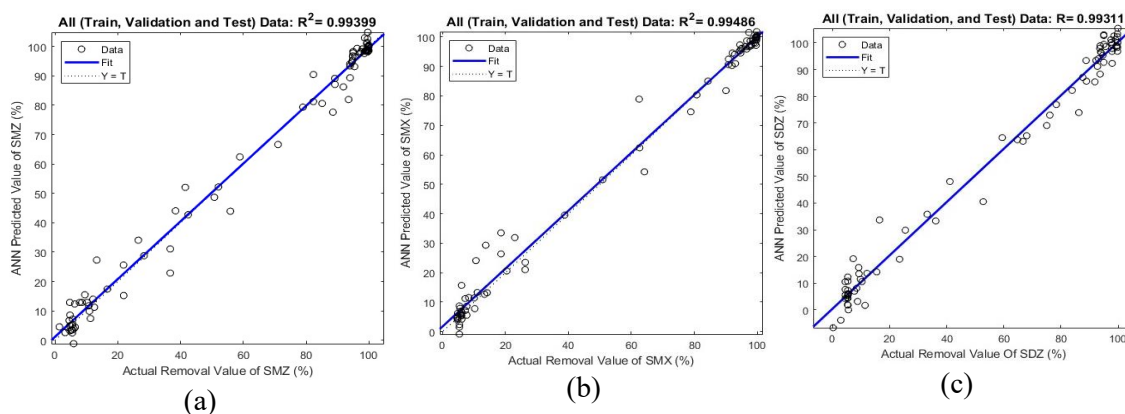 All (Train, Validation and Test) Data: R²= 0.99399
Data
Fit
Y = T
ANN Predicted Value of SMZ (%)
100
90
80
70
60
50
40
30
20
10
0
0 20 40 60 80 100
Actual Removal Value of SMZ (%)
(a)
All (Train, Validation and Test) Data: R²= 0.99486
Data
Fit
Y = T
ANN Predicted Value of SMX (%)
100
90
80
70
60
50
40
30
20
10
0
0 20 40 60 80 100
Actual Removal Value of SMX (%)
(b)
All (Train, Validation, and Test) Data: R= 0.99311
Data
Fit
Y = T
ANN Predicted Value of SDZ (%)
100
90
80
70
60
50
40
30
20
10
0
0 20 40 60 80 100
Actual Removal Value Of SDZ (%)
(c)